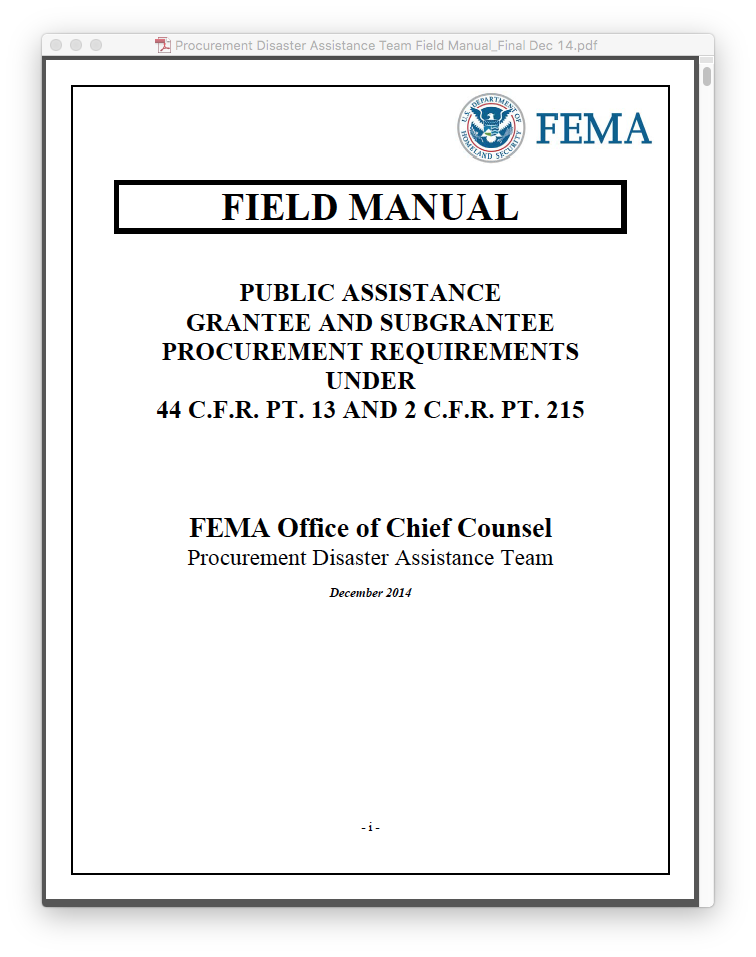 Procurement Disaster Assistance Team Field Manual_Final Dec 14.pdf
U.S. DEPARTMENT OF
HOMELAND SECURITY
FEMA
FIELD MANUAL
PUBLIC ASSISTANCE
GRANTEE AND SUBGRANTEE
PROCUREMENT REQUIREMENTS
UNDER
44 C.F.R. PT. 13 AND 2 C.F.R. PT. 215
FEMA Office of Chief Counsel
Procurement Disaster Assistance Team
December 2014
- i -